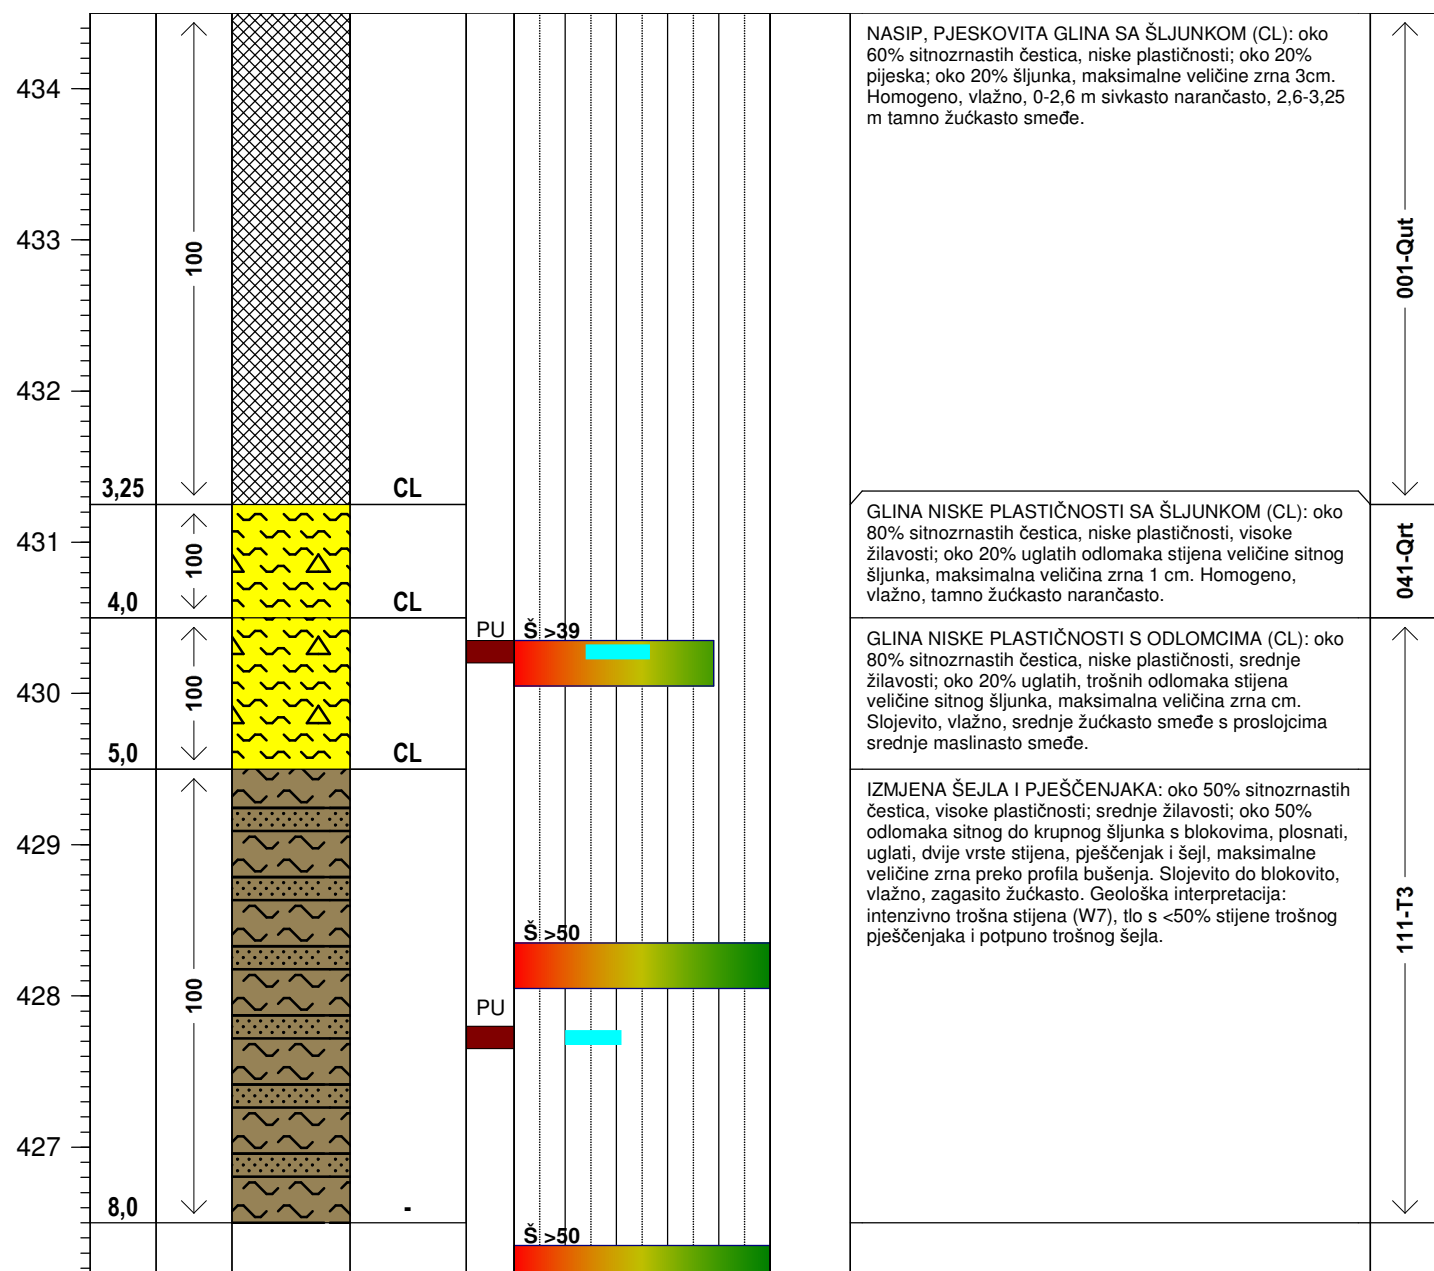 434
433
432
431
430
429
428
427
3,25
4,0
5,0
8,0
100
100
100
100
CL
CL
CL
-
PU
PU
Š >39
Š >50
Š >50
NASIP, PJESKOVITA GLINA SA ŠLJUNKOM (CL): oko
60% sitnozrnastih čestica, niske plastičnosti; oko 20%
pijeska; oko 20% šljunka, maksimalne veličine zrna 3cm.
Homogeno, vlažno, 0-2,6 m sivkasto narančasto, 2,6-3,25
m tamno žućkasto smeđe.
GLINA NISKE PLASTIČNOSTI SA ŠLJUNKOM (CL): oko
80% sitnozrnastih čestica, niske plastičnosti, visoke
žilavosti; oko 20% uglatih odlomaka stijena veličine sitnog
šljunka, maksimalna veličina zrna 1 cm. Homogeno,
vlažno, tamno žućkasto narančasto.
GLINA NISKE PLASTIČNOSTI S ODLOMCIMA (CL): oko
80% sitnozrnastih čestica, niske plastičnosti, srednje
žilavosti; oko 20% uglatih, trošnih odlomaka stijena
veličine sitnog šljunka, maksimalna veličina zrna cm.
Slojevito, vlažno, srednje žućkasto smeđe s proslojcima
srednje maslinasto smeđe.
IZMJENA ŠEJLA I PJEŠČENJAKA: oko 50% sitnozrnastih
čestica, visoke plastičnosti; srednje žilavosti; oko 50%
odlomaka sitnog do krupnog šljunka s blokovima, plosnati,
uglati, dvije vrste stijena, pješčenjak i šejl, maksimalne
veličine zrna preko profila bušenja. Slojevito do blokovito,
vlažno, zagasito žućkasto. Geološka interpretacija:
intenzivno trošna stijena (W7), tlo s <50% stijene trošnog
pješčenjaka i potpuno trošnog šejla.
001-Qut
041-Qrt
111-T3